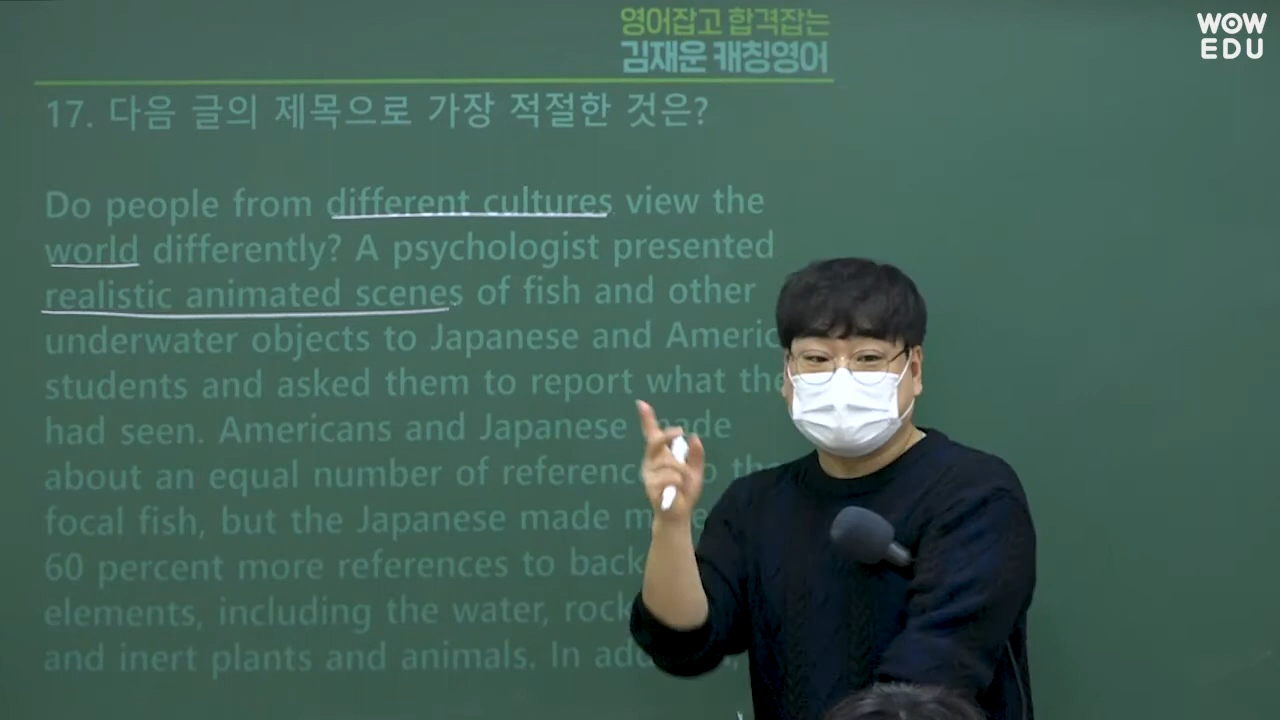 영어잡고 합격잡는
김재운 캐칭영어
WOW
EDU
17. 다음 글의 제목으로 가장 적절한 것은?
Do people from different cultures view the
world differently? A psychologist presented
realistic animated scenes of fish and other
underwater objects to Japanese and Americ
students and asked them to report what the
had seen. Americans and Japanese made
about an equal number of referenc to the
focal fish, but the Japanese made
60 percent more references to back
elements, including the water, rock
and inert plants and animals. In